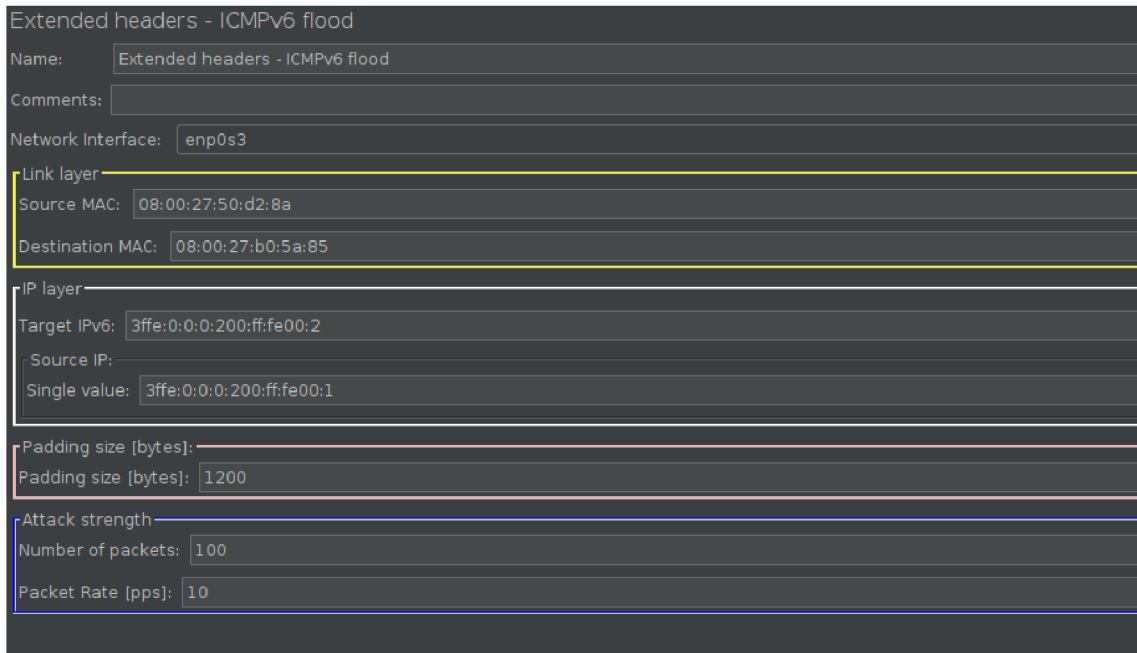 Extended headers - ICMPv6 flood
Name: Extended headers - ICMPv6 flood
Comments:
Network Interface: enp0s3
Link layer
Source MAC: 08:00:27:50:d2:8a
Destination MAC: 08:00:27:b0:5a:85
IP layer
Target IPv6: 3ffe:0:0:0:200:ff:fe00:2
Source IP:
Single value: 3ffe:0:0:0:200:ff:fe00:1
Padding size [bytes]:
Padding size [bytes]: 1200
Attack strength
Number of packets: 100
Packet Rate [pps]: 10